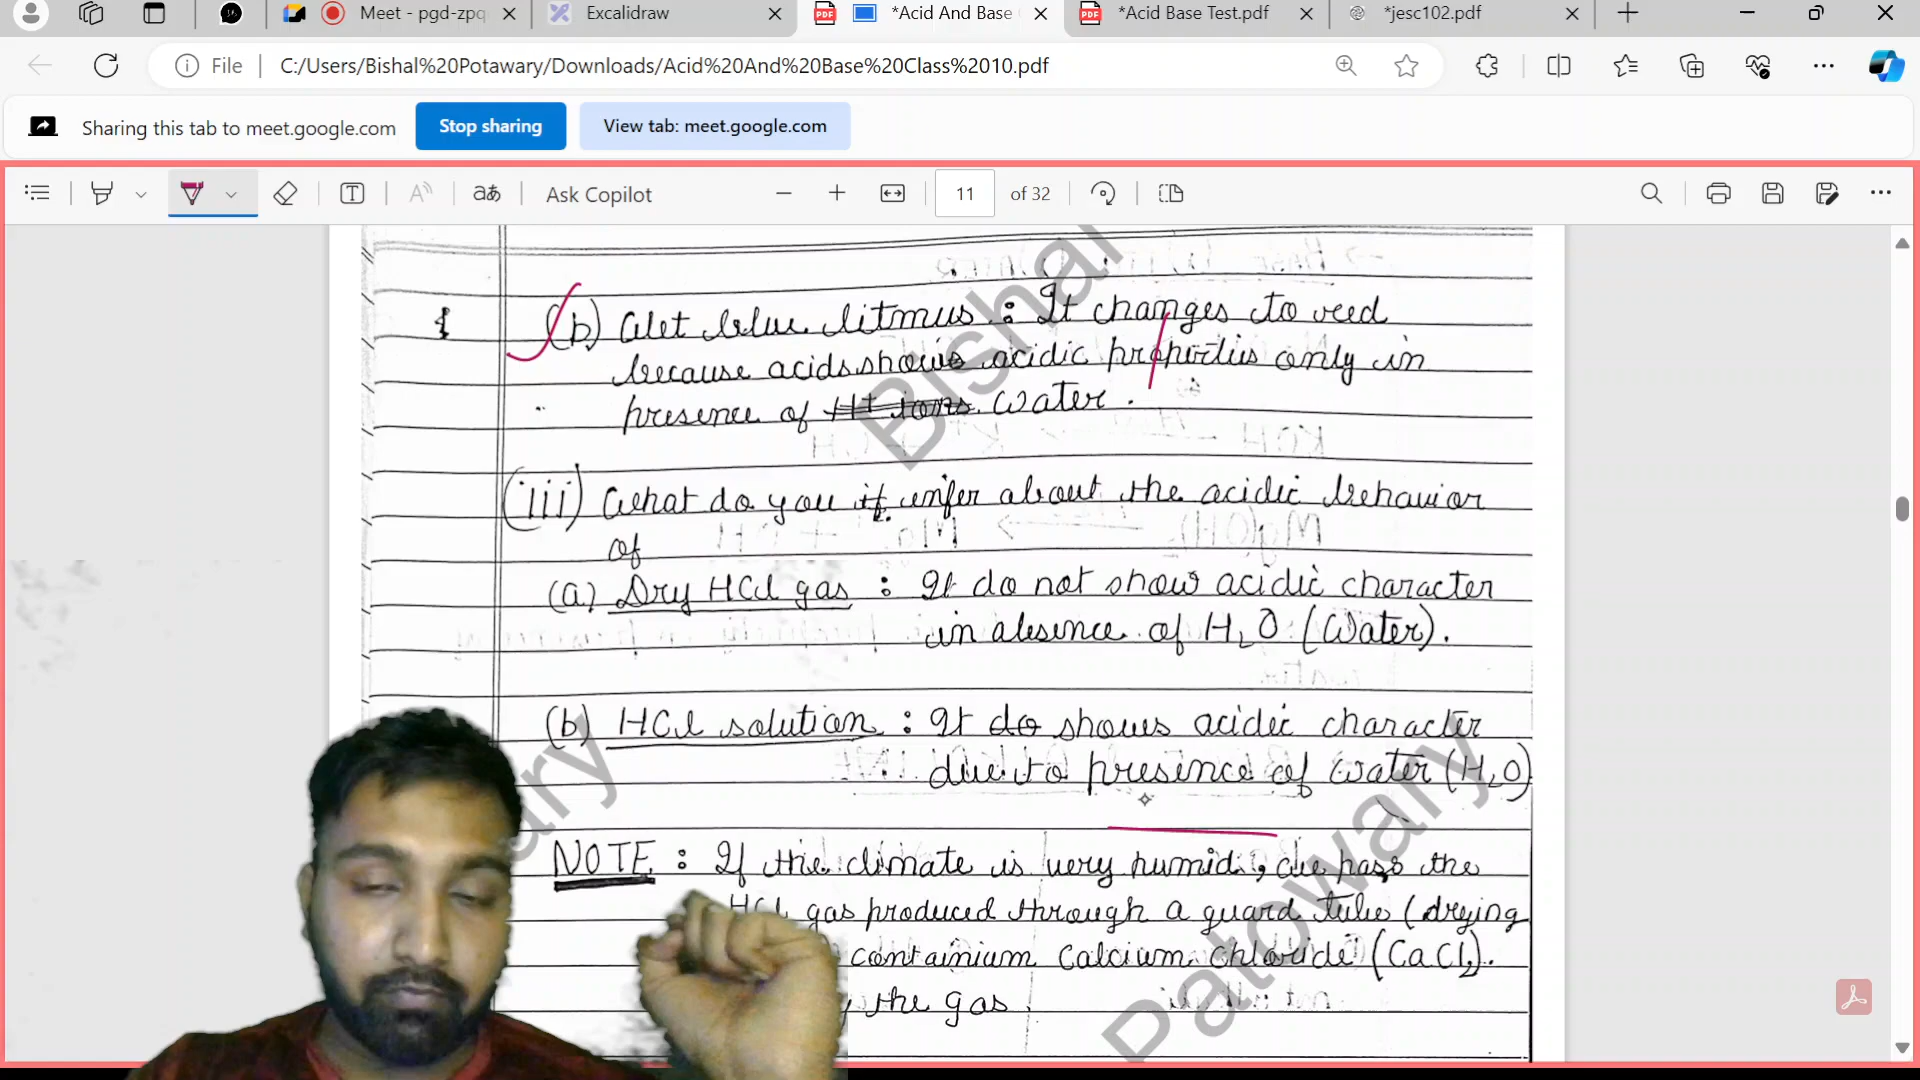 Meet - pgd-zpq
Excalidraw
*Acid And Base
*Acid Base Test.pdf
*jesc102.pdf
File
C:/Users/Bishal%20Potawary/Downloads/Acid%20And%20Base%20Class%2010.pdf
Sharing this tab to meet.google.com
Stop sharing
View tab: meet.google.com
Ask Copilot
11 of 32
(b) Wet blue litmus : It changes to red
because acids shows acidic properties only in
presence of H+ ions. Water.
(iii) What do you if infer about the acidic behavior
of
(a) Dry HCl gas : It do not show acidic character
in absence of H2O (Water).
(b) HCl solution : It do shows acidic character
due to presence of water (H2O)
NOTE : If the climate is very humid, we pass the
HCl gas produced through a guard tube (drying
containium Calcium chloride (CaCl2).
the gas
Bishal
Patowary